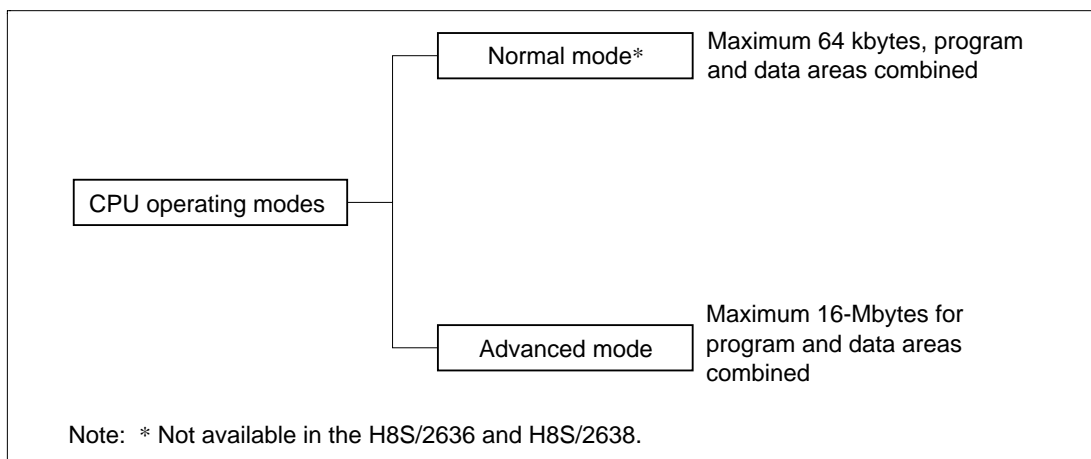 Normal mode*
Maximum 64 kbytes, program
and data areas combined
CPU operating modes
Advanced mode
Maximum 16-Mbytes for
program and data areas
combined
Note: * Not available in the H8S/2636 and H8S/2638.